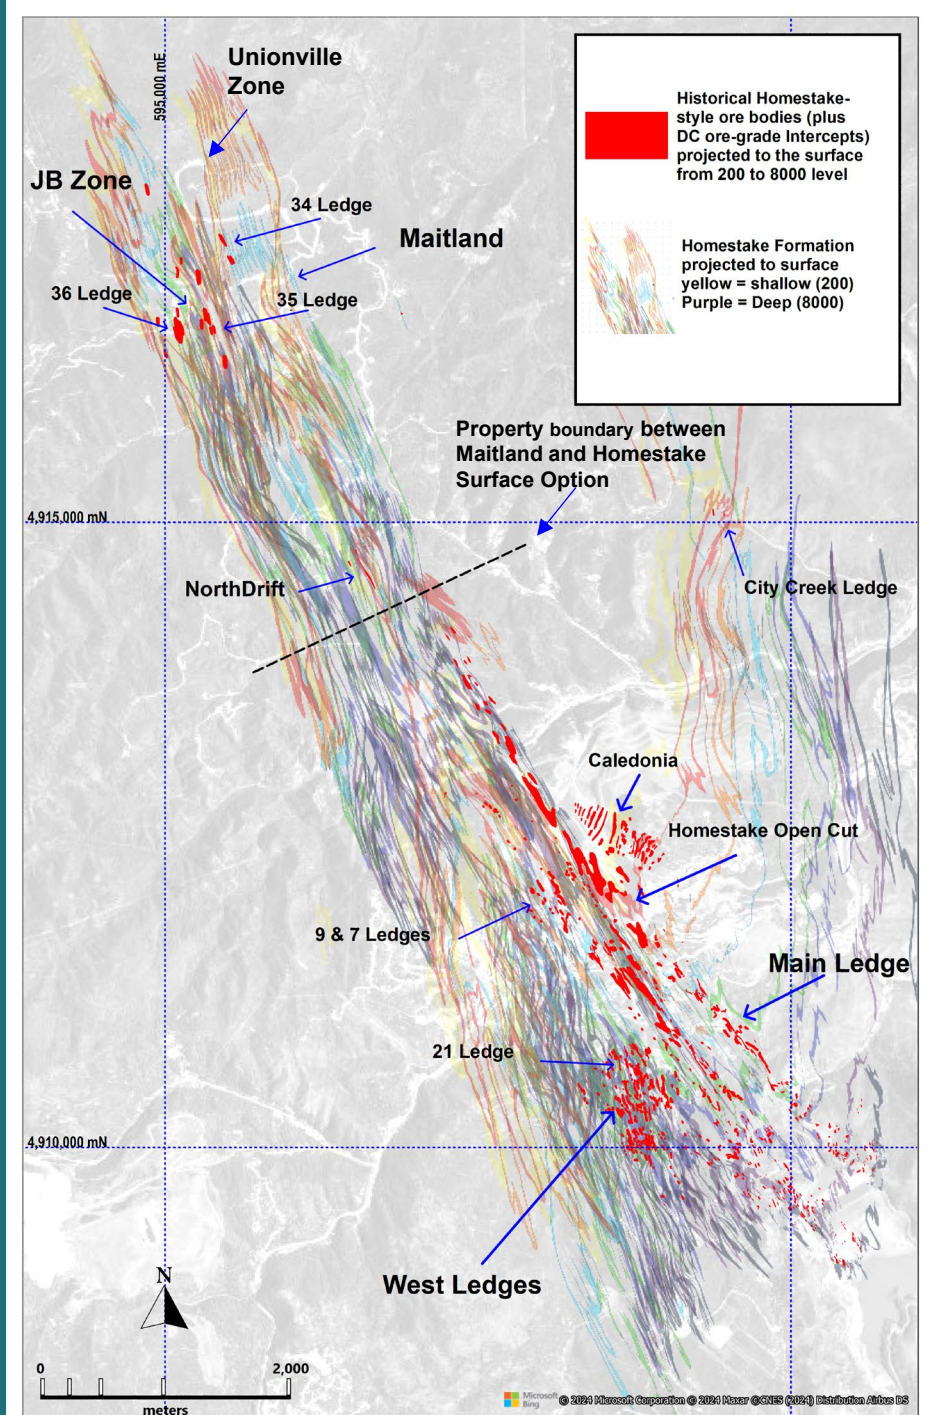 595,000 mE
Unionville
Zone
JB Zone
34 Ledge
Maitland
36 Ledge
35 Ledge
Historical Homestake-
style ore bodies (plus
DC ore-grade Intercepts)
projected to the surface
from 200 to 8000 level
Homestake Formation
projected to surface
yellow = shallow (200)
Purple = Deep (8000)
Property boundary between
Maitland and Homestake
Surface Option
4,915,000 mN
NorthDrift
City Creek Ledge
Caledonia
Homestake Open Cut
9 & 7 Ledges
Main Ledge
21 Ledge
4,910,000 mN
West Ledges
N
0 2,000
meters
Microsoft
Bing
© 2024 Microsoft Corporation © 2024 Maxar ©CNES (2024) Distribution Airbus DS